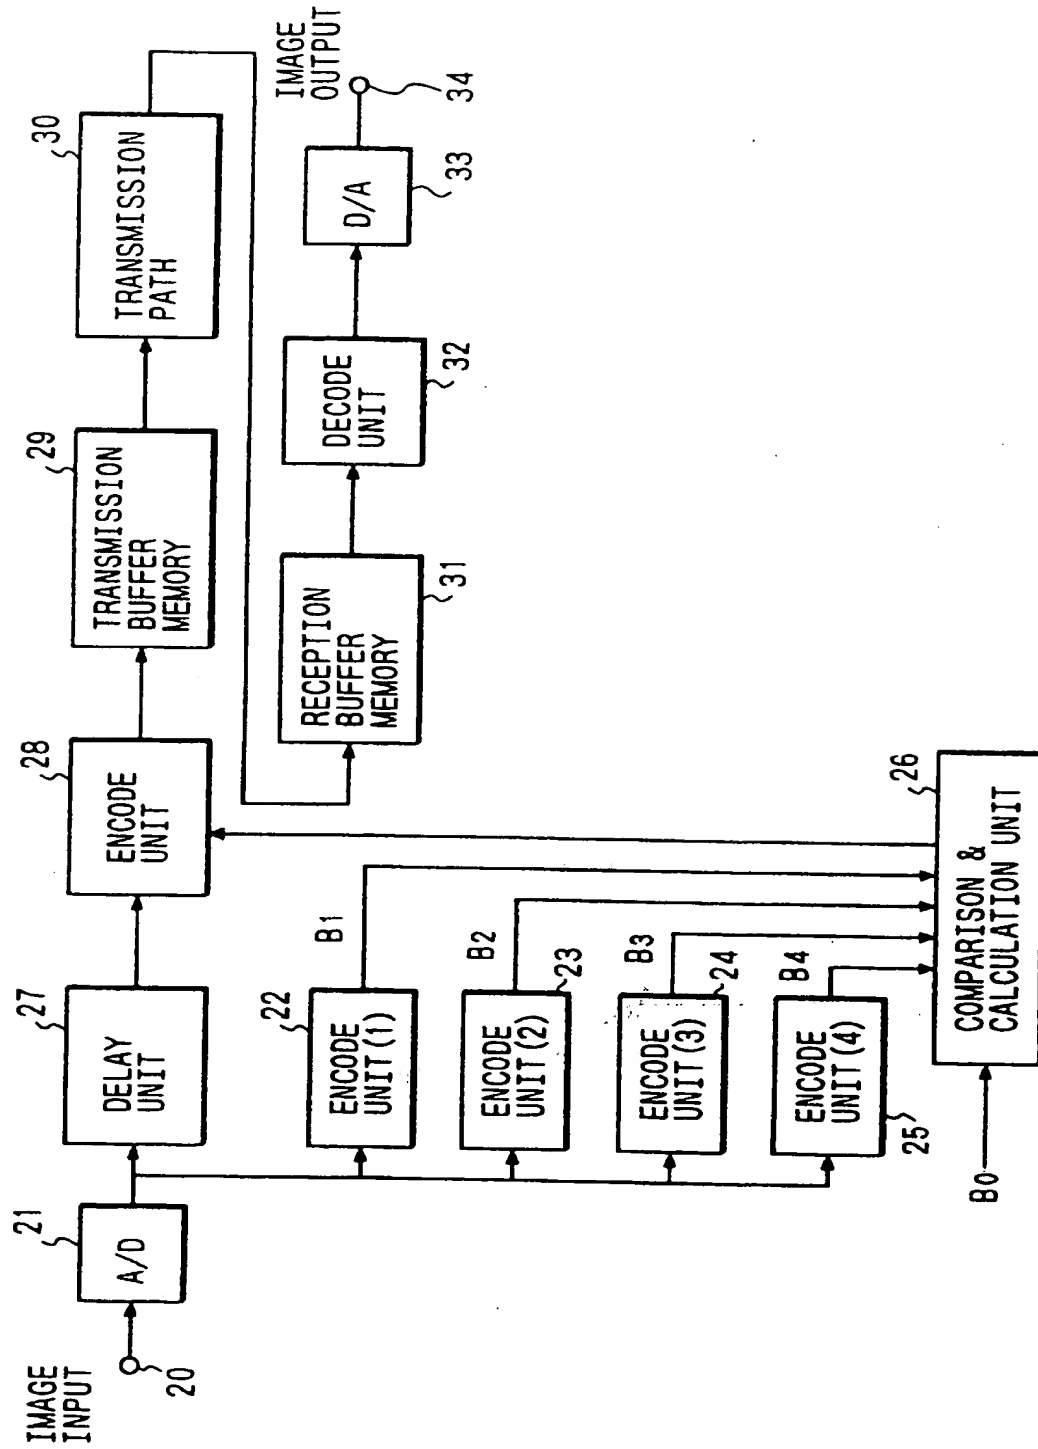 IMAGE
INPUT
20
21
A/D
27
DELAY
UNIT
28
ENCODE
UNIT
29
TRANSMISSION
BUFFER
MEMORY
30
TRANSMISSION
PATH
22
ENCODE
UNIT(1)
B1
ENCODE
UNIT(2)
23
B2
ENCODE
UNIT(3)
24
B3
ENCODE
UNIT(4)
25
B4
B0
COMPARISON &
CALCULATION UNIT
26
RECEPTION
BUFFER
MEMORY
31
DECODE
UNIT
32
D/A
33
IMAGE
OUTPUT
34